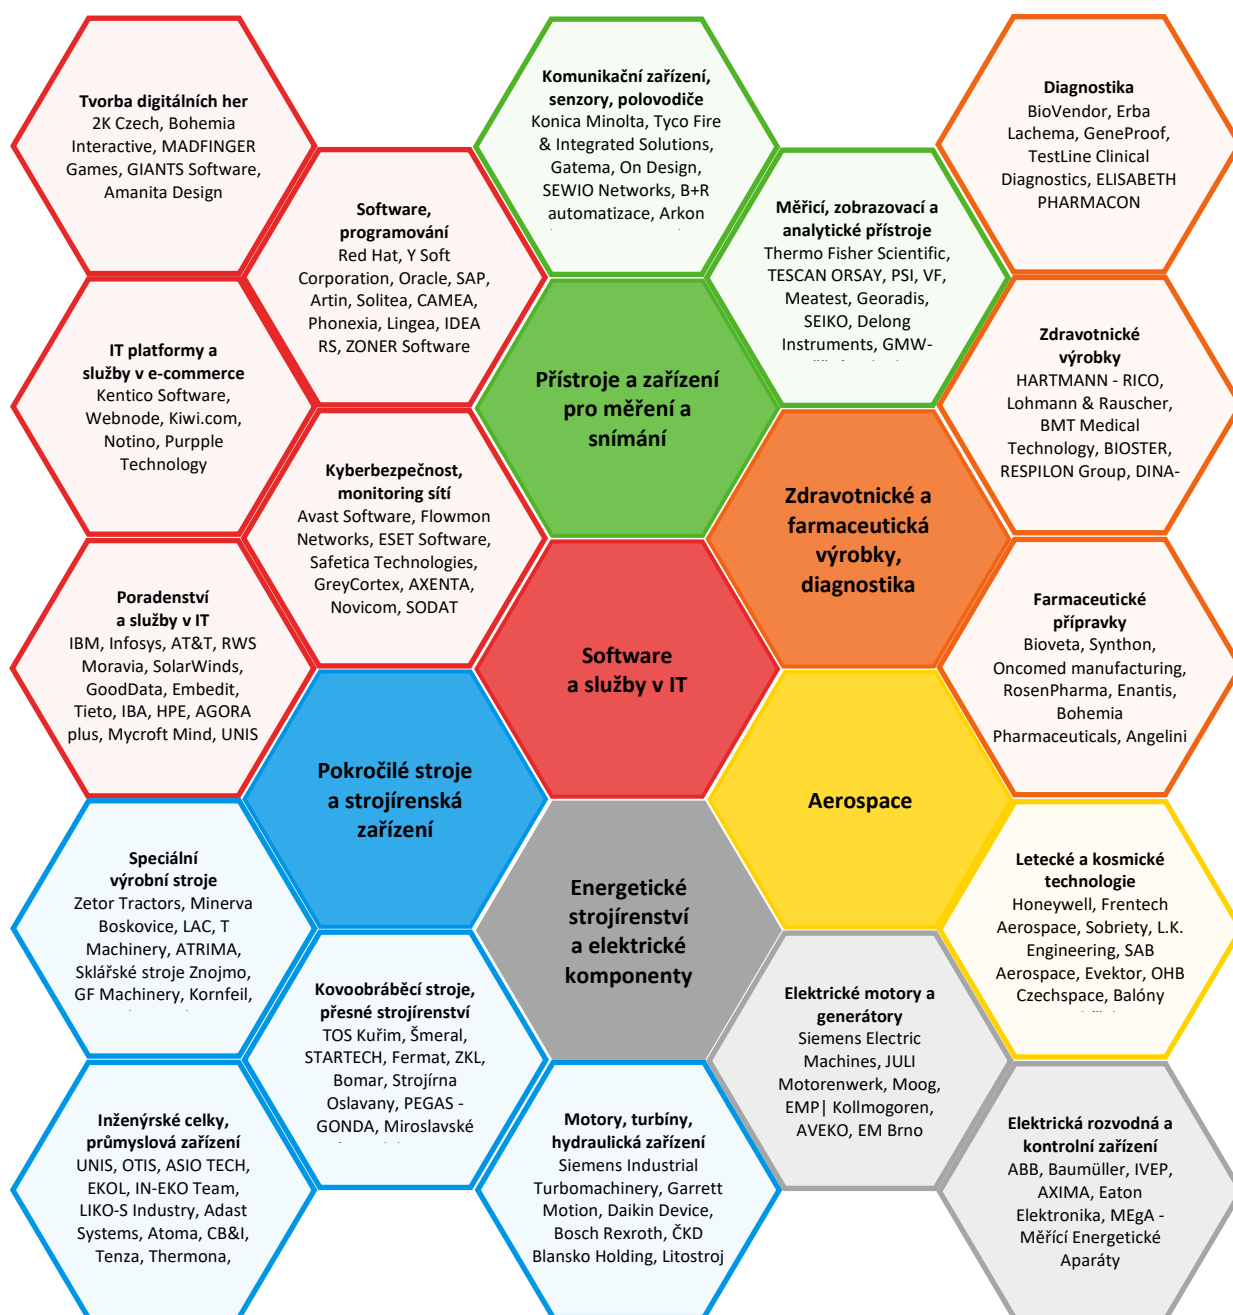 Tvorba digitálních her
2K Czech, Bohemia
Interactive, MADFINGER
Games, GIANTS Software,
Amanita Design
Komunikační zařízení,
senzory, polovodiče
Konica Minolta, Tyco Fire
& Integrated Solutions,
Gatema, On Design,
SEWIO Networks, B+R
automatizace, Arkon
Diagnostika
BioVendor, Erba
Lachema, GeneProof,
TestLine Clinical
Diagnostics, ELISABETH
PHARMACON
Software,
programování
Red Hat, Y Soft
Corporation, Oracle, SAP,
Artin, Solitea, CAMEA,
Phonexia, Lingea, IDEA
RS, ZONER Software
Měřicí, zobrazovací a
analytické přístroje
Thermo Fisher Scientific,
TESCAN ORSAY, PSI, VF,
Meatest, Georadis,
SEIKO, Delong
Instruments, GMW-
IT platformy a
služby v e-commerce
Kentico Software,
Webnode, Kiwi.com,
Notino, Purpple
Technology
Přístroje a zařízení
pro měření a
snímání
Zdravotnické
výrobky
HARTMANN - RICO,
Lohmann & Rauscher,
BMT Medical
Technology, BIOSTER,
RESPILON Group, DINA-
Kyberbezpečnost,
monitoring sítí
Avast Software, Flowmon
Networks, ESET Software,
Safetica Technologies,
GreyCortex, AXENTA,
Novicom, SODAT
Zdravotnické a
farmaceutická
výrobky,
diagnostika
Poradenství
a služby v IT
IBM, Infosys, AT&T, RWS
Moravia, SolarWinds,
GoodData, Embedit,
Tieto, IBA, HPE, AGORA
plus, Mycroft Mind, UNIS
Software
a služby v IT
Farmaceutické
přípravky
Bioveta, Synthon,
Oncomed manufacturing,
RosenPharma, Enantis,
Bohemia
Pharmaceuticals, Angelini
Pokročilé stroje
a strojírenská
zařízení
Aerospace
Speciální
výrobní stroje
Zetor Tractors, Minerva
Boskovice, LAC, T
Machinery, ATRIMA,
Sklářské stroje Znojmo,
GF Machinery, Kornfeil,
Energetické
strojírenství
a elektrické
komponenty
Letecké a kosmické
technologie
Honeywell, Frentech
Aerospace, Sobriety, L.K.
Engineering, SAB
Aerospace, Evektor, OHB
Czechspace, Balóny
Kovoobráběcí stroje,
přesné strojírenství
TOS Kuřim, Šmeral,
STARTECH, Fermat, ZKL,
Bomar, Strojírna
Oslavany, PEGAS -
GONDA, Miroslavské
Elektrické motory a
generátory
Siemens Electric
Machines, JULI
Motorenwerk, Moog,
EMP| Kollmogoren,
AVEKO, EM Brno
Inženýrské celky,
průmyslová zařízení
UNIS, OTIS, ASIO TECH,
EKOL, IN-EKO Team,
LIKO-S Industry, Adast
Systems, Atoma, CB&I,
Tenza, Thermona,
Motory, turbíny,
hydraulická zařízení
Siemens Industrial
Turbomachinery, Garrett
Motion, Daikin Device,
Bosch Rexroth, ČKD
Blansko Holding, Litostroj
Elektrická rozvodná a
kontrolní zařízení
ABB, Baumüller, IVEP,
AXIMA, Eaton
Elektronika, MEgA -
Měřící Energetické
Aparáty